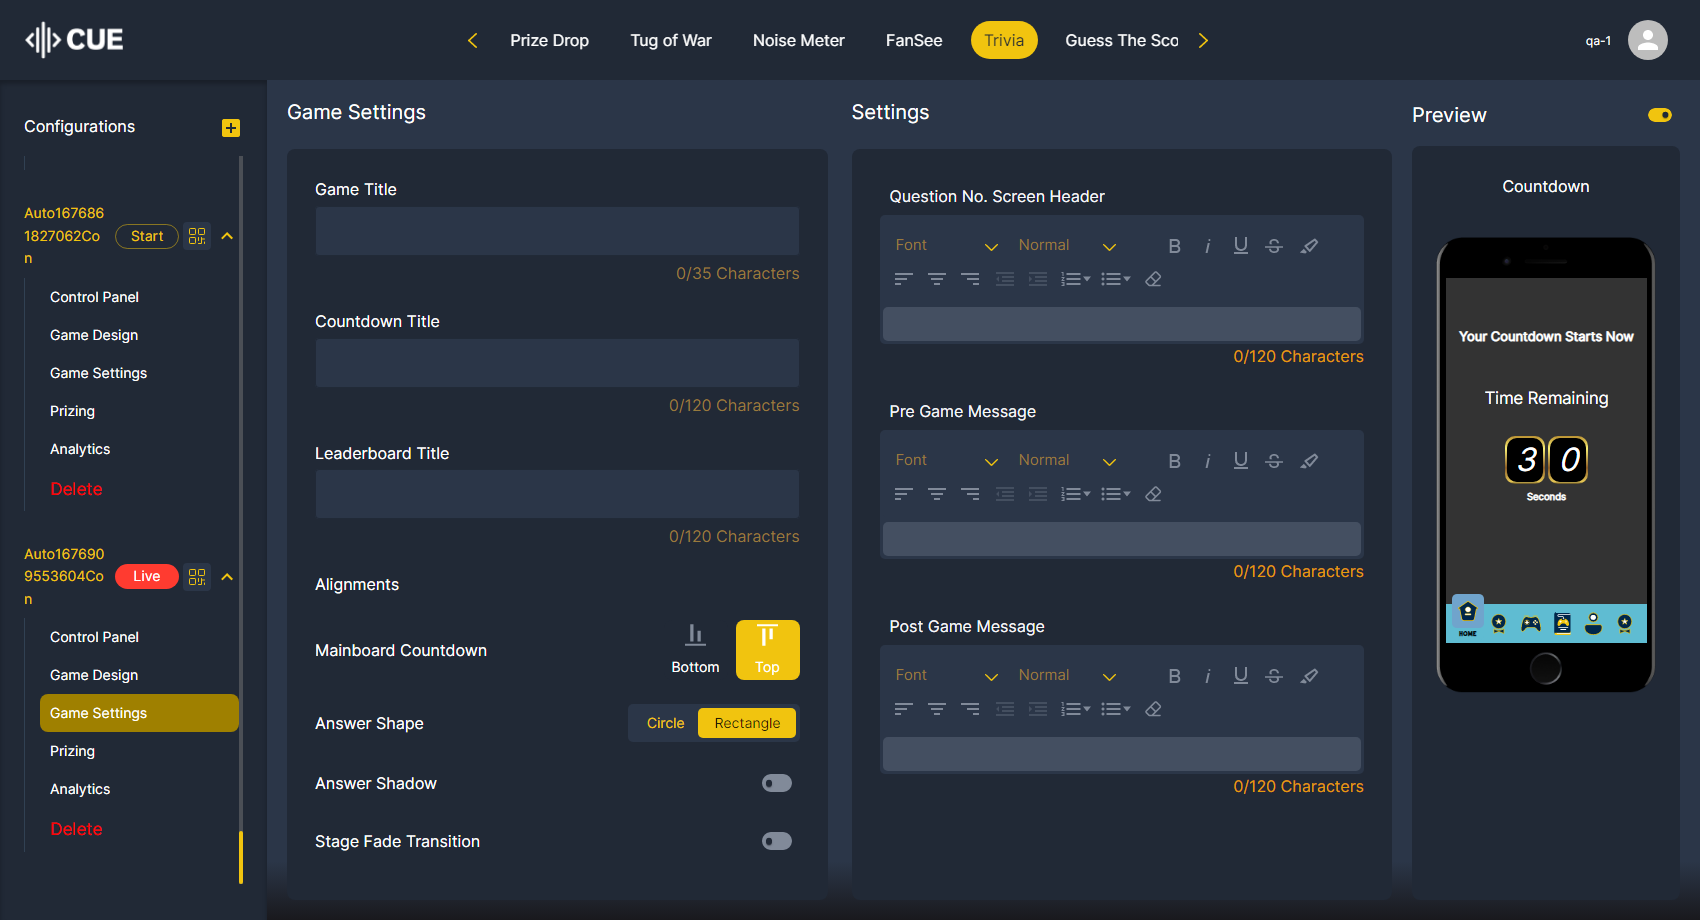 CUE
Prize Drop
Tug of War
Noise Meter
FanSee
Trivia
Guess The Sco
qa-1
Configurations
Auto167686
1827062Co
n
Start
Control Panel
Game Design
Game Settings
Prizing
Analytics
Delete
Auto167690
9553604Co
n
Live
Control Panel
Game Design
Game Settings
Prizing
Analytics
Delete
Game Settings
Game Title
0/35 Characters
Countdown Title
0/120 Characters
Leaderboard Title
0/120 Characters
Alignments
Mainboard Countdown
Bottom
Top
Answer Shape
Circle
Rectangle
Answer Shadow
Stage Fade Transition
Settings
Question No. Screen Header
Font
Normal
B
i
U
S
0/120 Characters
Pre Game Message
Font
Normal
B
i
U
S
0/120 Characters
Post Game Message
Font
Normal
B
i
U
S
0/120 Characters
Preview
Countdown
Your Countdown Starts Now
Time Remaining
30
Seconds
HOME